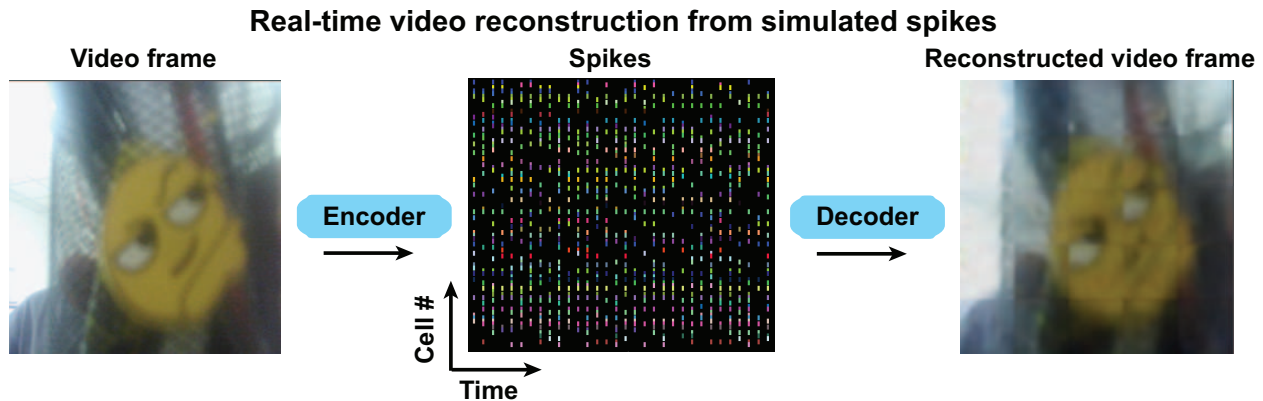 Real-time video reconstruction from simulated spikes
Video frame
Spikes
Reconstructed video frame
Encoder
Decoder
Cell #
Time